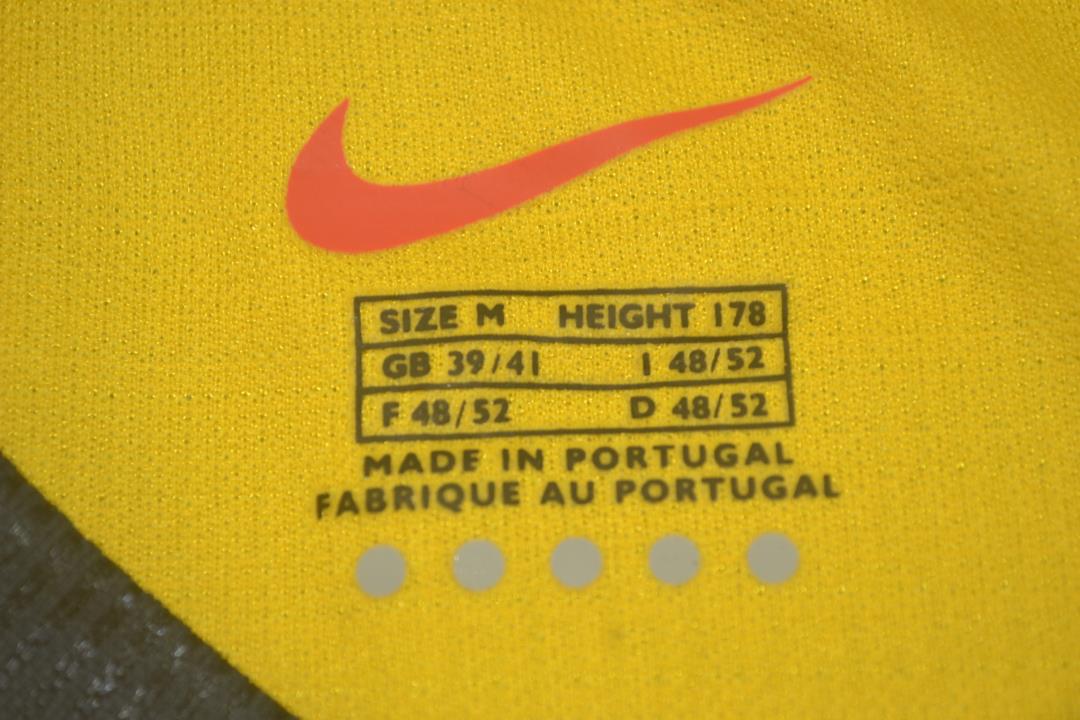 SIZE M HEIGHT 178
GB 39/41 I 48/52
F 48/52 D 48/52
MADE IN PORTUGAL
FABRIQUE AU PORTUGAL